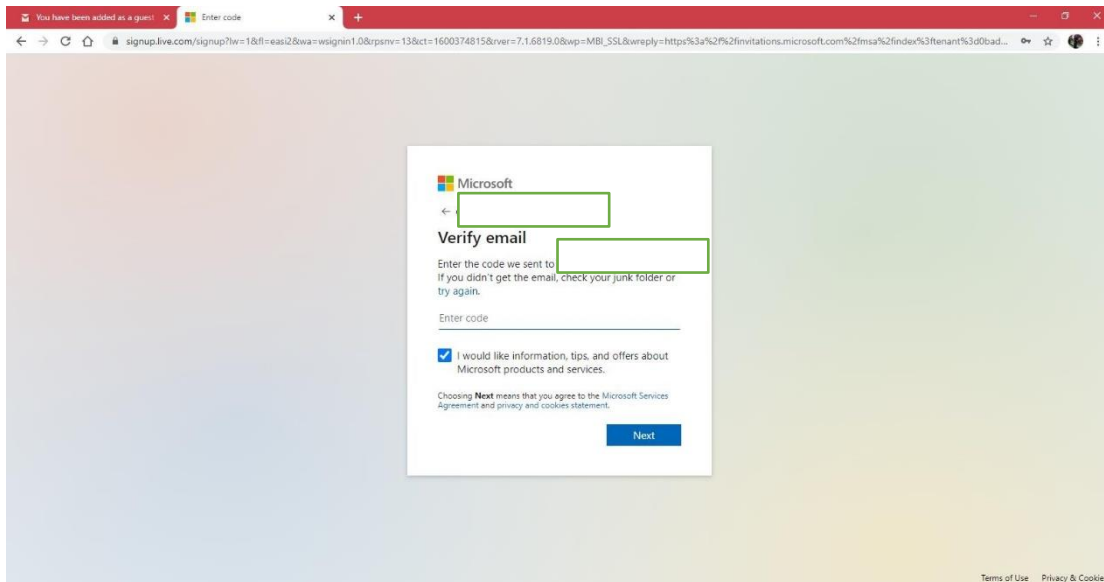 You have been added as a guest
Enter code
signup.live.com/signup?lw=1&fl=easi2&wa=wsignin1.0&rpsnv=13&ct=1600374815&rver=7.1.6819.0&wp=MBI_SSL&wreply=https%3a%2f%2finvitations.microsoft.com%2fmsa%2findex%3ftenant%3d0bad...
Microsoft
Verify email
Enter the code we sent to
If you didn't get the email, check your junk folder or
try again.
Enter code
I would like information, tips, and offers about
Microsoft products and services.
Choosing Next means that you agree to the Microsoft Services
Agreement and privacy and cookies statement.
Next
Terms of Use Privacy & Cookie